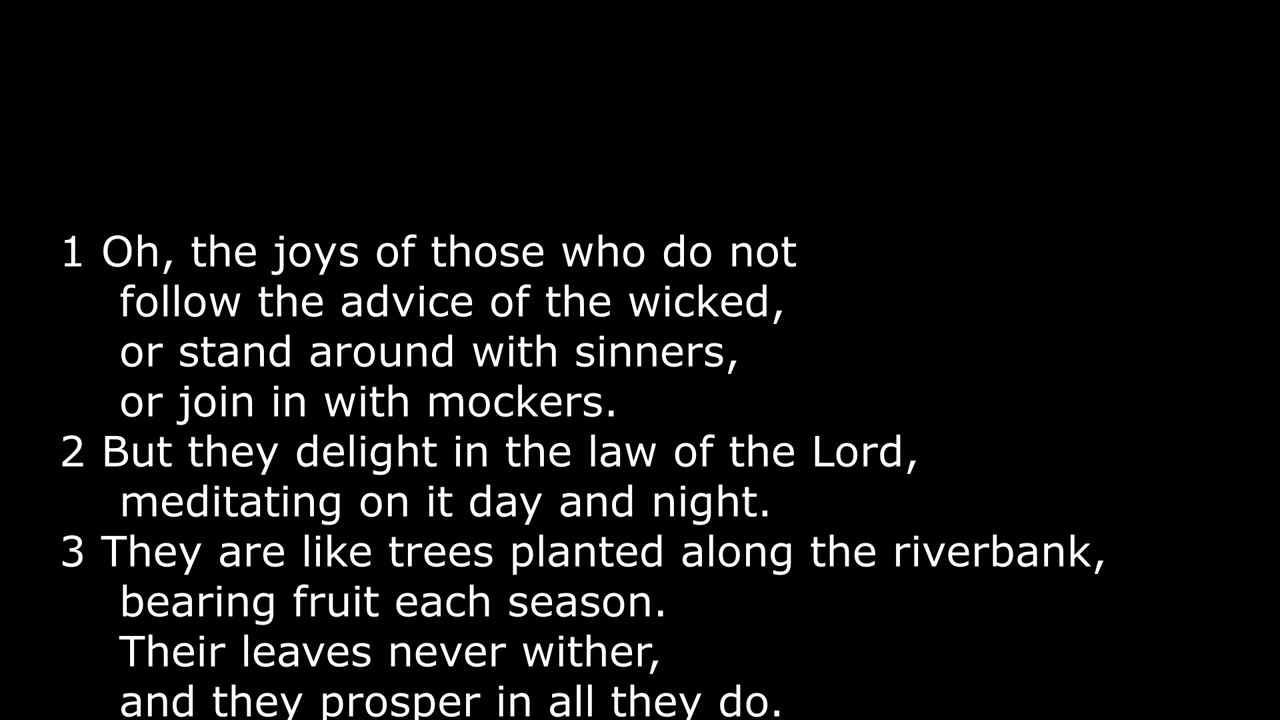 1 Oh, the joys of those who do not
follow the advice of the wicked,
or stand around with sinners,
or join in with mockers.
2 But they delight in the law of the Lord,
meditating on it day and night.
3 They are like trees planted along the riverbank,
bearing fruit each season.
Their leaves never wither,
and they prosper in all they do.